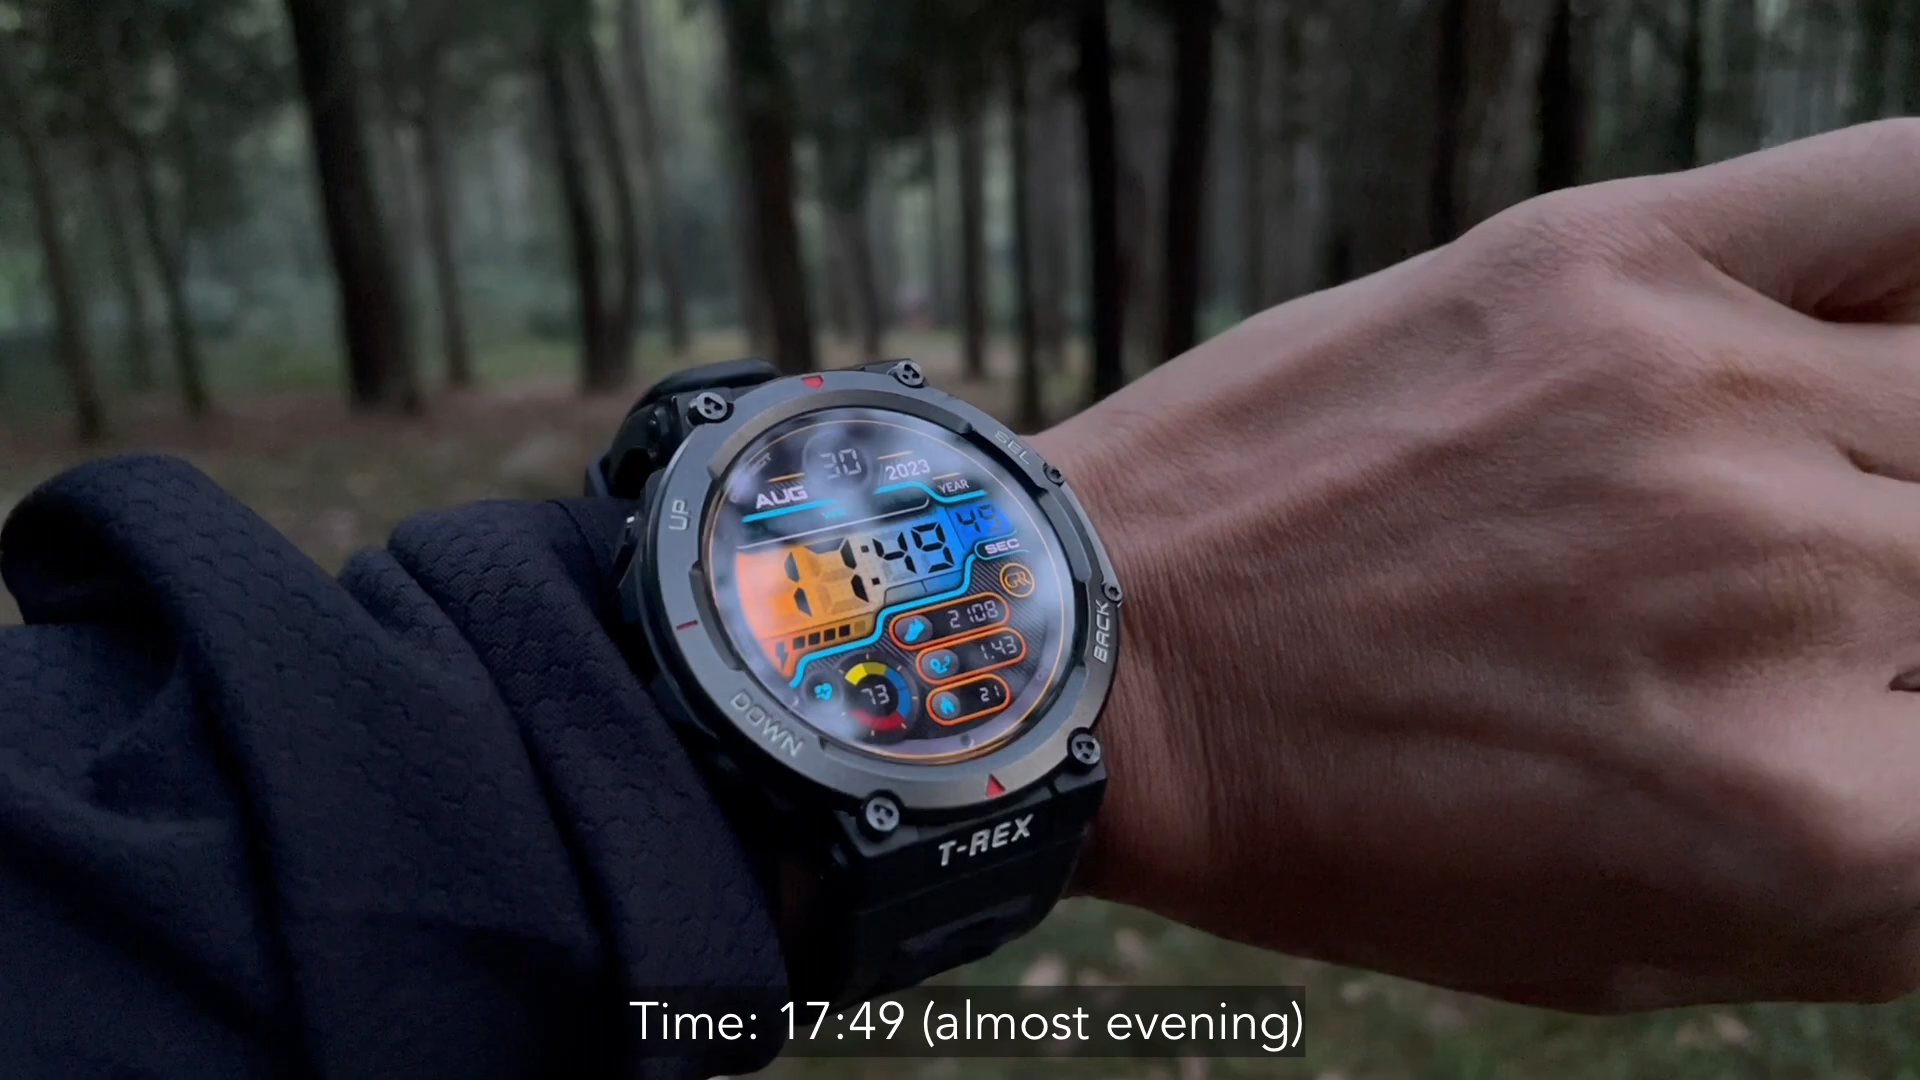 30
AUG
2023
YEAR
17:49
49
SEC
2108
1.43
73
21
UP
SEL
BACK
DOWN
T-REX
Time: 17:49 (almost evening)